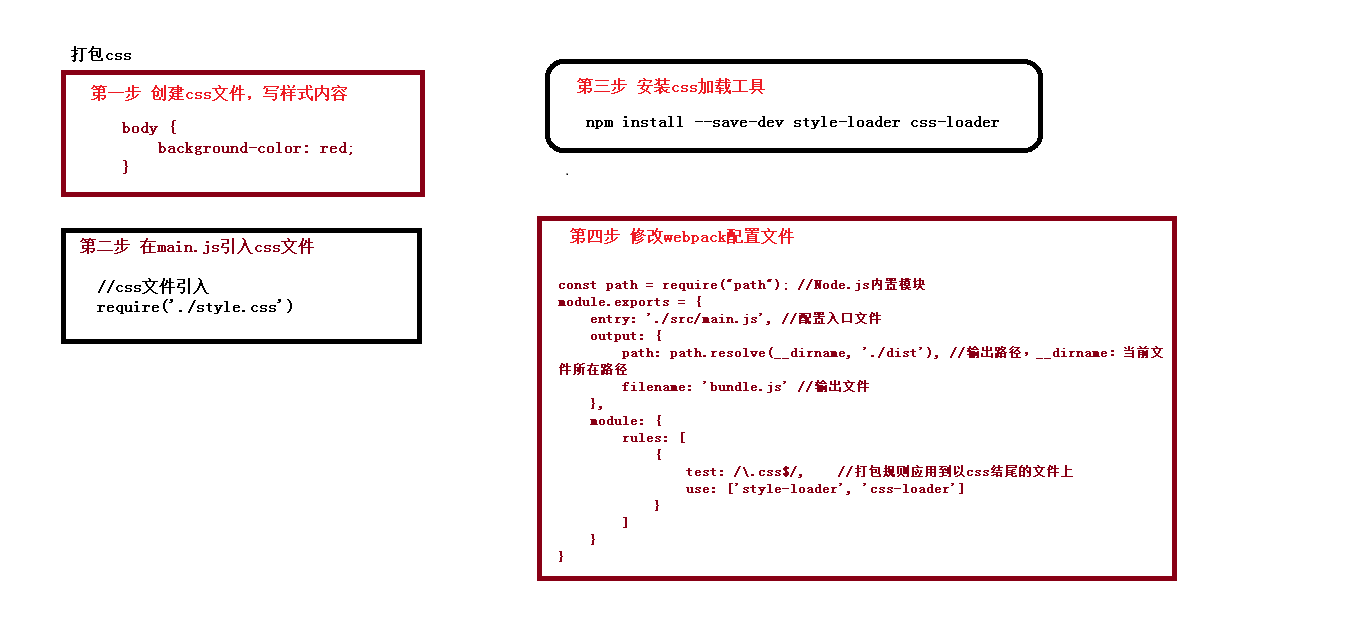 打包css
第一步 创建css文件，写样式内容
body {
    background-color: red;
}
第二步 在main.js引入css文件
//css文件引入
require('./style.css')
第三步 安装css加载工具
npm install --save-dev style-loader css-loader
.
第四步 修改webpack配置文件
const path = require("path"); //Node.js内置模块
module.exports = {
    entry: './src/main.js', //配置入口文件
    output: {
        path: path.resolve(__dirname, './dist'), //输出路径，__dirname：当前文
件所在路径
        filename: 'bundle.js' //输出文件
    },
    module: {
        rules: [
            {
                test: /\.css$/,    //打包规则应用到以css结尾的文件上
                use: ['style-loader', 'css-loader']
            }
        ]
    }
}